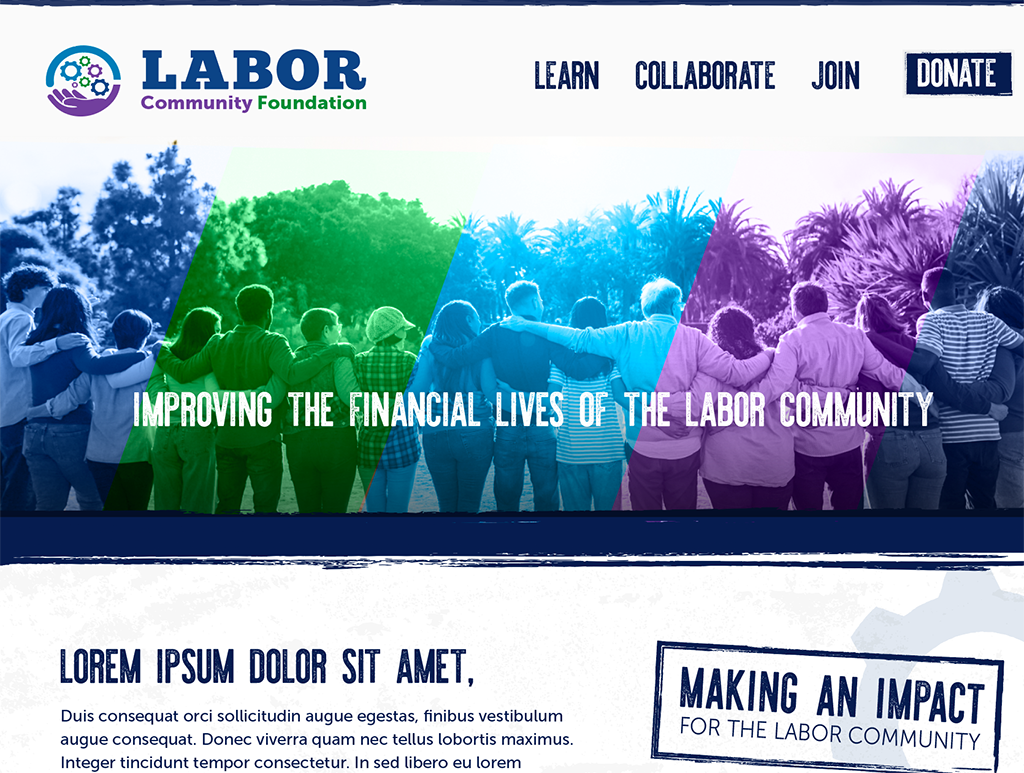 LABOR
Community Foundation
LEARN COLLABORATE JOIN DONATE
IMPROVING THE FINANCIAL LIVES OF THE LABOR COMMUNITY
LOREM IPSUM DOLOR SIT AMET,
Duis consequat orci sollicitudin augue egestas, finibus vestibulum
augue consequat. Donec viverra quam nec tellus lobortis maximus.
Integer tincidunt tempor consectetur. In sed libero eu lorem
MAKING AN IMPACT
FOR THE LABOR COMMUNITY